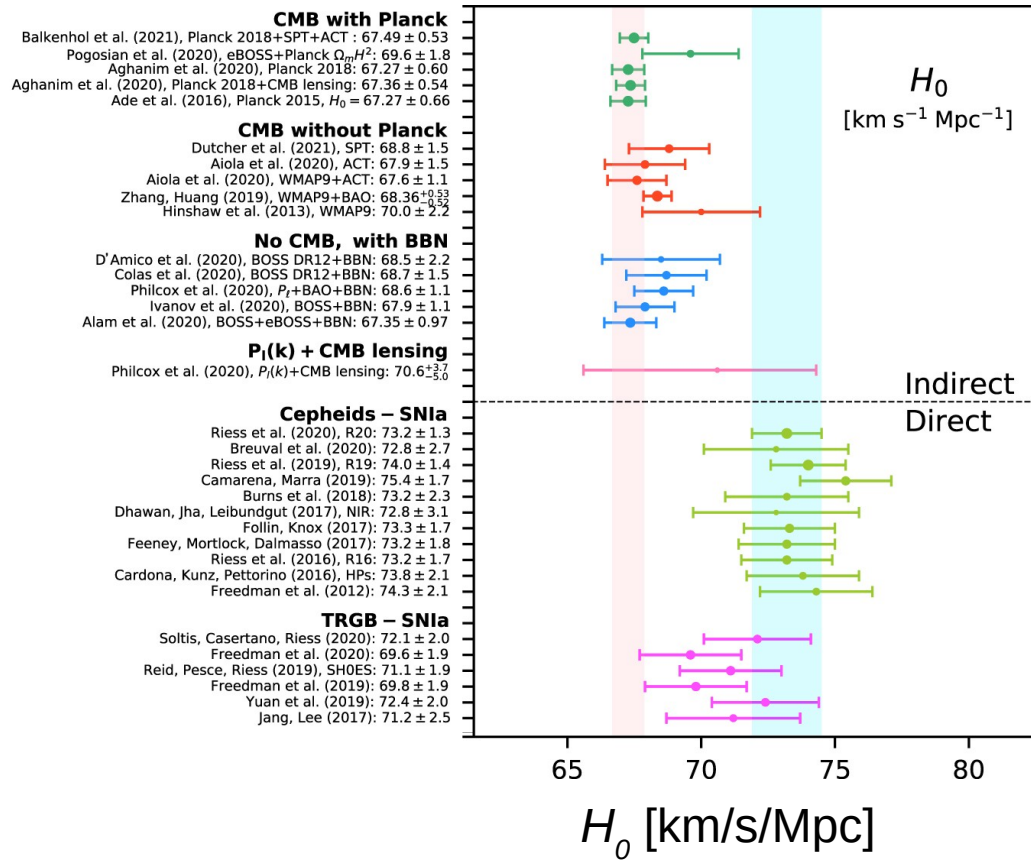 CMB with Planck
Balkenhol et al. (2021), Planck 2018+SPT+ACT : 67.49 ± 0.53
Pogosian et al. (2020), eBOSS+Planck Ω_mH²: 69.6 ± 1.8
Aghanim et al. (2020), Planck 2018: 67.27 ± 0.60
Aghanim et al. (2020), Planck 2018+CMB lensing: 67.36 ± 0.54
Ade et al. (2016), Planck 2015, H₀ = 67.27 ± 0.66
H₀
[km s⁻¹ Mpc⁻¹]
CMB without Planck
Dutcher et al. (2021), SPT: 68.8 ± 1.5
Aiola et al. (2020), ACT: 67.9 ± 1.5
Aiola et al. (2020), WMAP9+ACT: 67.6 ± 1.1
Zhang, Huang (2019), WMAP9+BAO: 68.36 +0.53 −0.52
Hinshaw et al. (2013), WMAP9: 70.0 ± 2.2
No CMB, with BBN
D'Amico et al. (2020), BOSS DR12+BBN: 68.5 ± 2.2
Colas et al. (2020), BOSS DR12+BBN: 68.7 ± 1.5
Philcox et al. (2020), P_ℓ+BAO+BBN: 68.6 ± 1.1
Ivanov et al. (2020), BOSS+BBN: 67.9 ± 1.1
Alam et al. (2020), BOSS+eBOSS+BBN: 67.35 ± 0.97
P_l(k) + CMB lensing
Philcox et al. (2020), P_l(k)+CMB lensing: 70.6 +3.7 −5.0
Indirect
Direct
Cepheids − SNIa
Riess et al. (2020), R20: 73.2 ± 1.3
Breuval et al. (2020): 72.8 ± 2.7
Riess et al. (2019), R19: 74.0 ± 1.4
Camarena, Marra (2019): 75.4 ± 1.7
Burns et al. (2018): 73.2 ± 2.3
Dhawan, Jha, Leibundgut (2017), NIR: 72.8 ± 3.1
Follin, Knox (2017): 73.3 ± 1.7
Feeney, Mortlock, Dalmasso (2017): 73.2 ± 1.8
Riess et al. (2016), R16: 73.2 ± 1.7
Cardona, Kunz, Pettorino (2016), HPs: 73.8 ± 2.1
Freedman et al. (2012): 74.3 ± 2.1
TRGB − SNIa
Soltis, Casertano, Riess (2020): 72.1 ± 2.0
Freedman et al. (2020): 69.6 ± 1.9
Reid, Pesce, Riess (2019), SH0ES: 71.1 ± 1.9
Freedman et al. (2019): 69.8 ± 1.9
Yuan et al. (2019): 72.4 ± 2.0
Jang, Lee (2017): 71.2 ± 2.5
65 70 75 80
H₀ [km/s/Mpc]